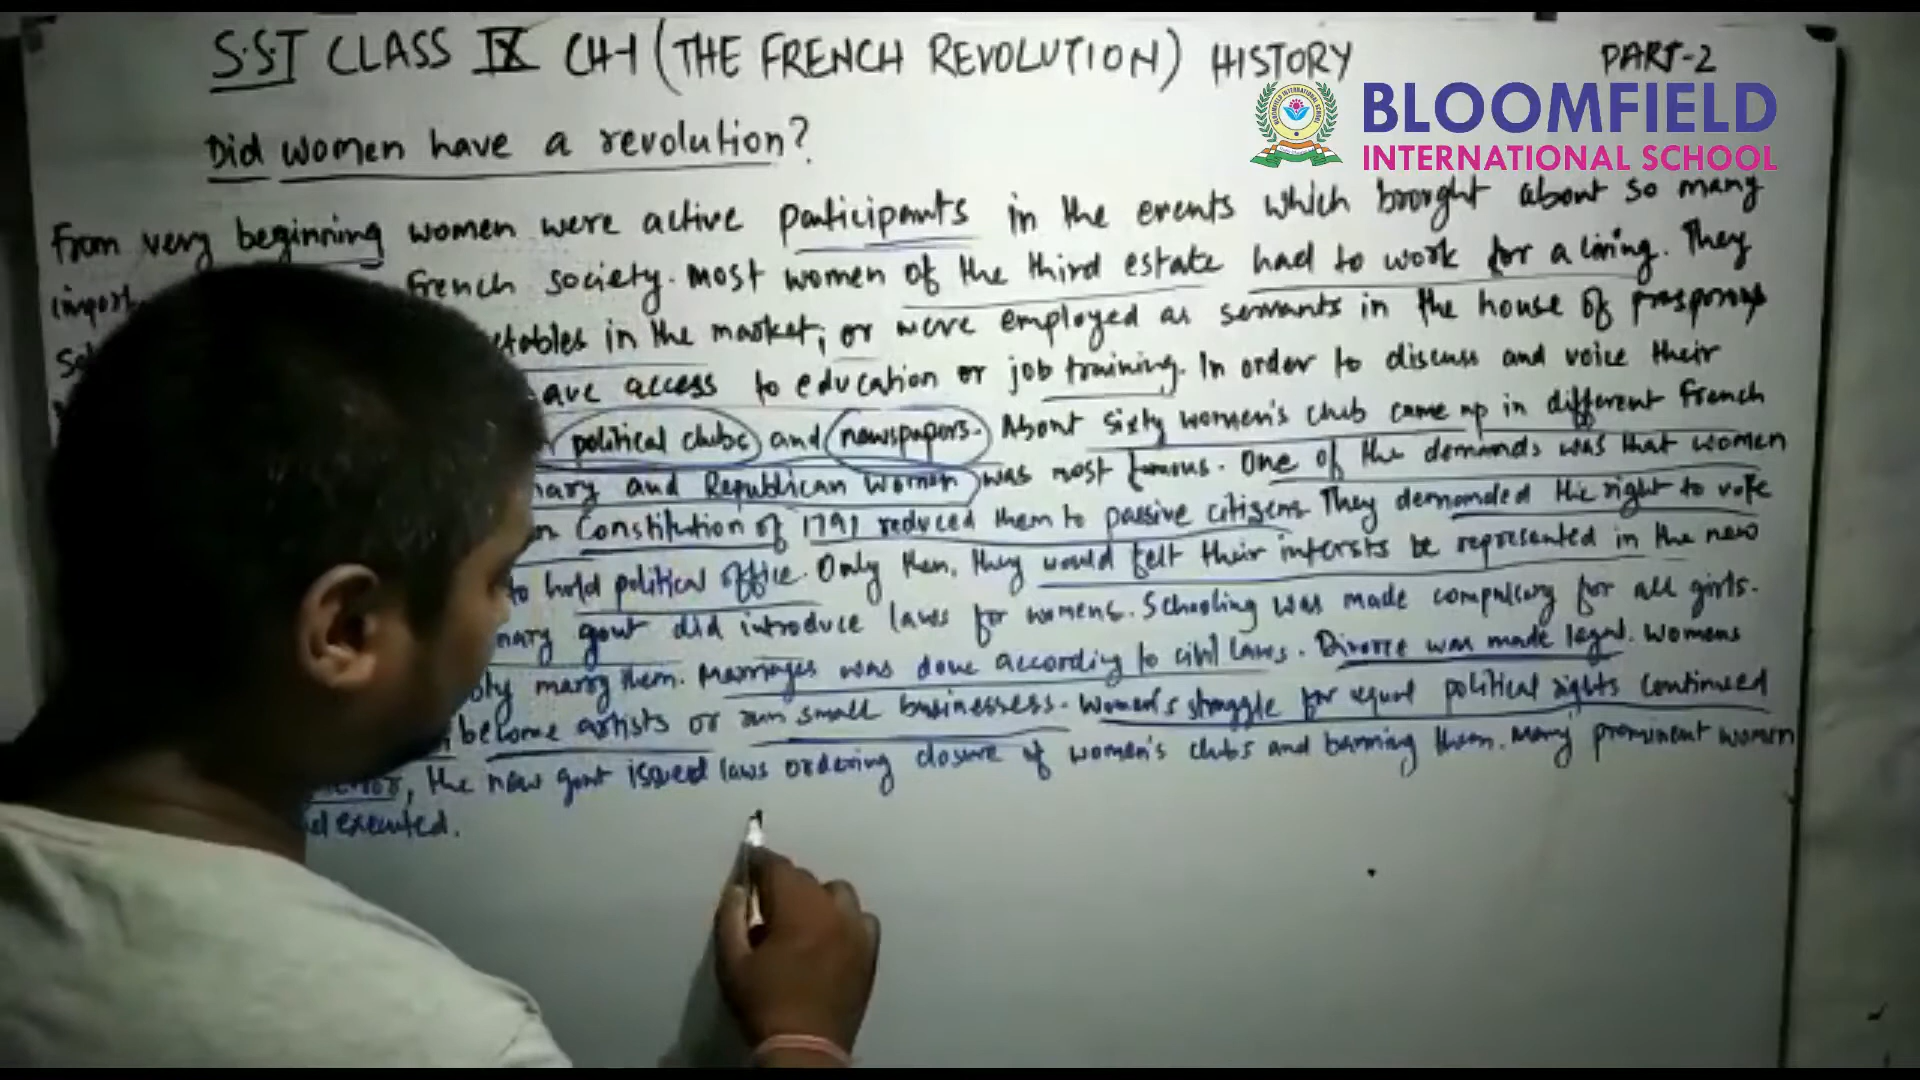 S.S.T CLASS IX CH-1 (THE FRENCH REVOLUTION) HISTORY PART-2
BLOOMFIELD
INTERNATIONAL SCHOOL
Did women have a revolution?
From very beginning women were active participants in the events which brought about so many
import French society. Most women of the third estate had to work for a living. They
etables in the market; or were employed as servants in the house of prosporous
ave access to education or job training. In order to discuss and voice their
political clubs and newspapers. About sixty women's club came up in different French
nary and Republican Women was most famous. One of the demands was that women
on Constitution of 1791 reduced them to passive citizens. They demanded the right to vote
to hold political office. Only then, they would felt their intersts be represented in the new
nary govt did introduce laws for womens. Schooling was made compulsory for all girls.
marry them. Marriages was done according to civil laws. Divorce was made legal. Womens
become artists or run small businessess. Women's struggle for equal political rights continued
the new govt issued laws ordering closure of women's clubs and banning them. Many prominent women
executed.